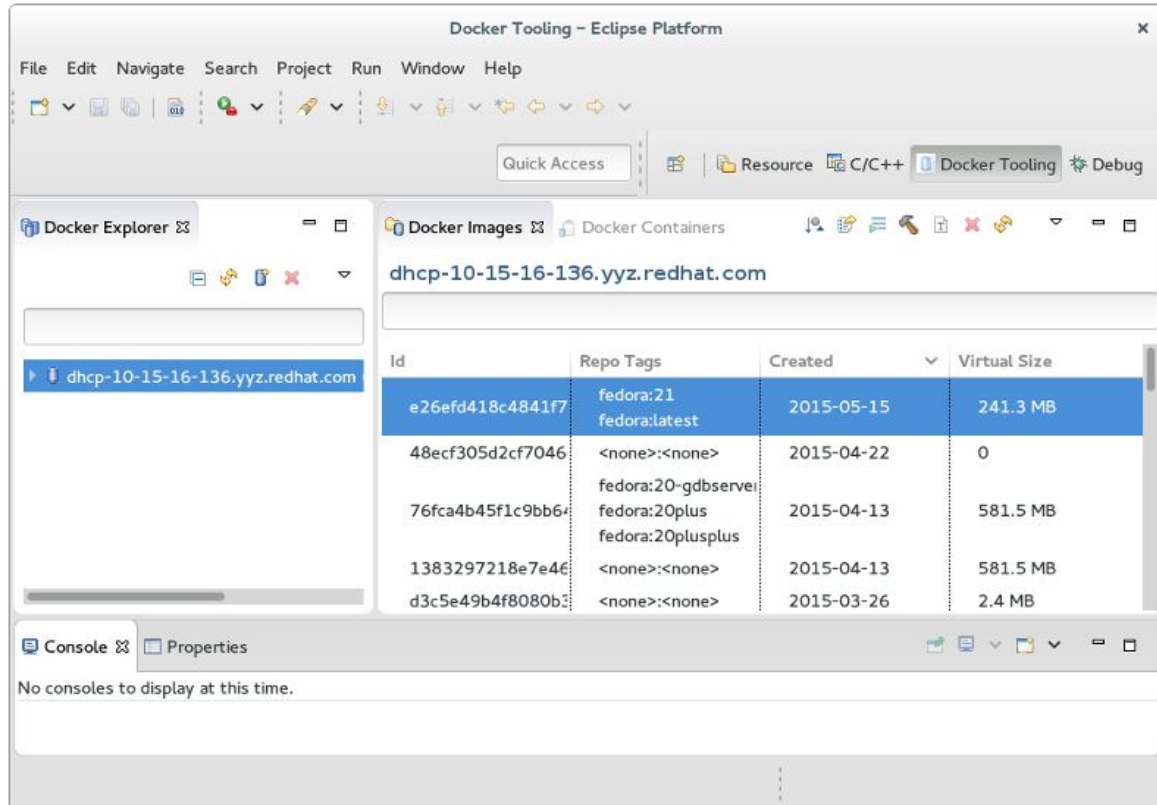 Docker Tooling – Eclipse Platform
File Edit Navigate Search Project Run Window Help
010
Quick Access
Resource C/C++ Docker Tooling Debug
Docker Explorer
dhcp-10-15-16-136.yyz.redhat.com
Docker Images Docker Containers
dhcp-10-15-16-136.yyz.redhat.com
Id Repo Tags Created Virtual Size
e26efd418c4841f7 fedora:21 2015-05-15 241.3 MB
fedora:latest
48ecf305d2cf7046 <none>:<none> 2015-04-22 0
fedora:20-gdbserver
76fca4b45f1c9bb64 fedora:20plus 2015-04-13 581.5 MB
fedora:20plusplus
1383297218e7e46 <none>:<none> 2015-04-13 581.5 MB
d3c5e49b4f8080b3 <none>:<none> 2015-03-26 2.4 MB
Console Properties
No consoles to display at this time.